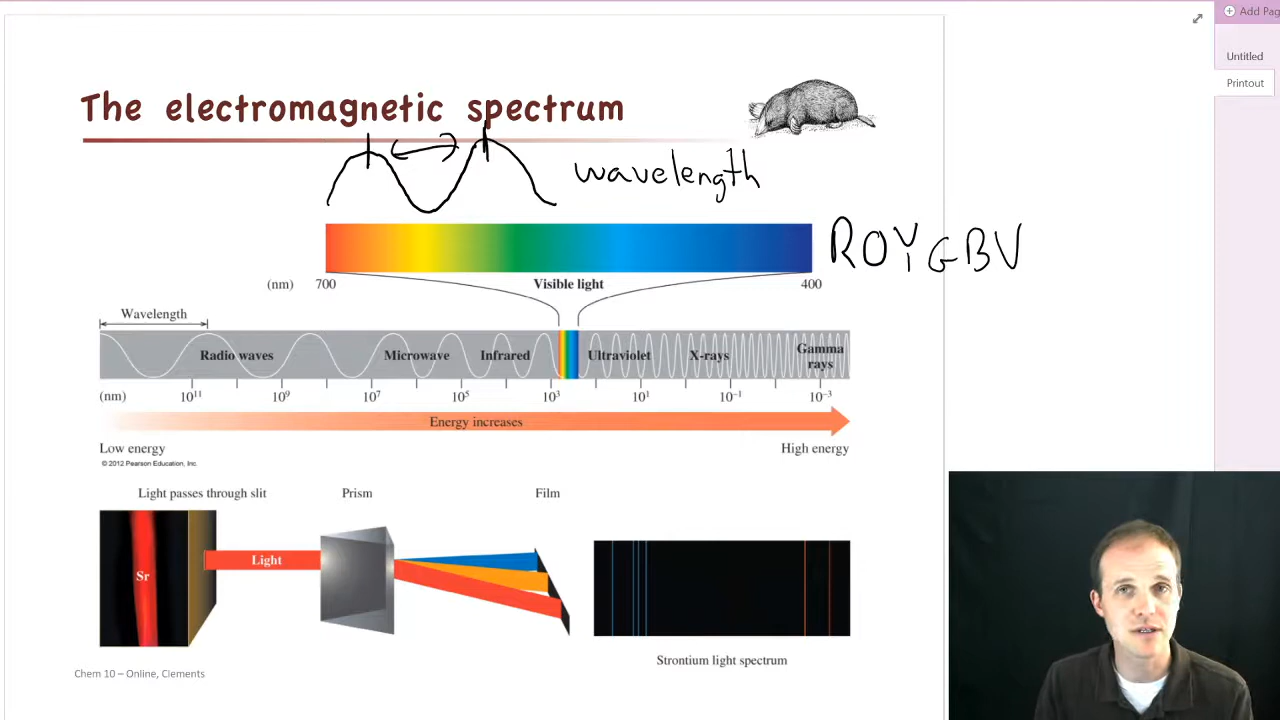 Add Pag
Untitled
Printout
The electromagnetic spectrum
wavelength
ROYGBV
(nm) 700 Visible light 400
Wavelength
Radio waves Microwave Infrared Ultraviolet X-rays Gamma rays
(nm) 10¹¹ 10⁹ 10⁷ 10⁵ 10³ 10¹ 10⁻¹ 10⁻³
Energy increases
Low energy High energy
© 2012 Pearson Education, Inc.
Light passes through slit Prism Film
Sr Light
Strontium light spectrum
Chem 10 – Online, Clements